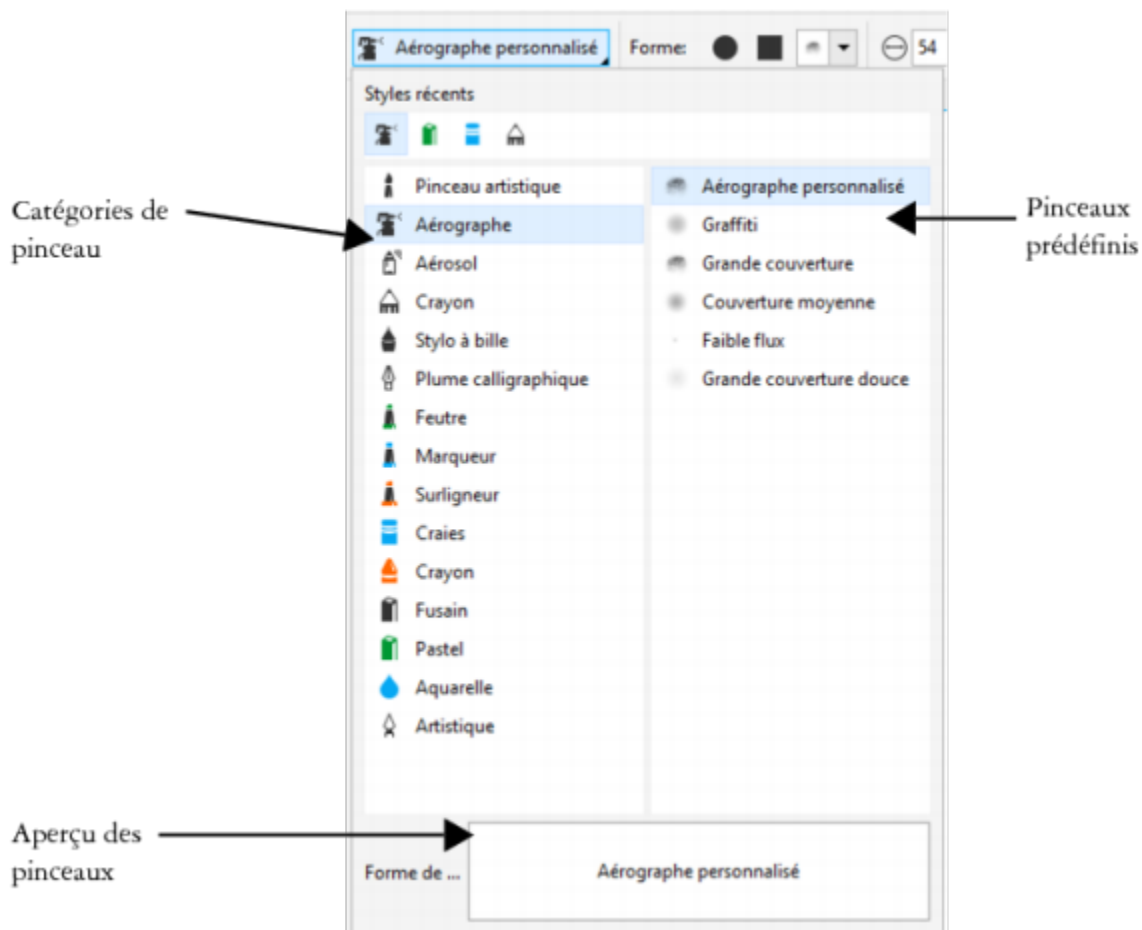 Aérographe personnalisé Forme: 54
Styles récents
Catégories de
pinceau
Pinceau artistique
Aérographe
Aérosol
Crayon
Stylo à bille
Plume calligraphique
Feutre
Marqueur
Surligneur
Craies
Crayon
Fusain
Pastel
Aquarelle
Artistique
Aérographe personnalisé
Graffiti
Grande couverture
Couverture moyenne
Faible flux
Grande couverture douce
Pinceaux
prédéfinis
Aperçu des
pinceaux
Forme de ... Aérographe personnalisé